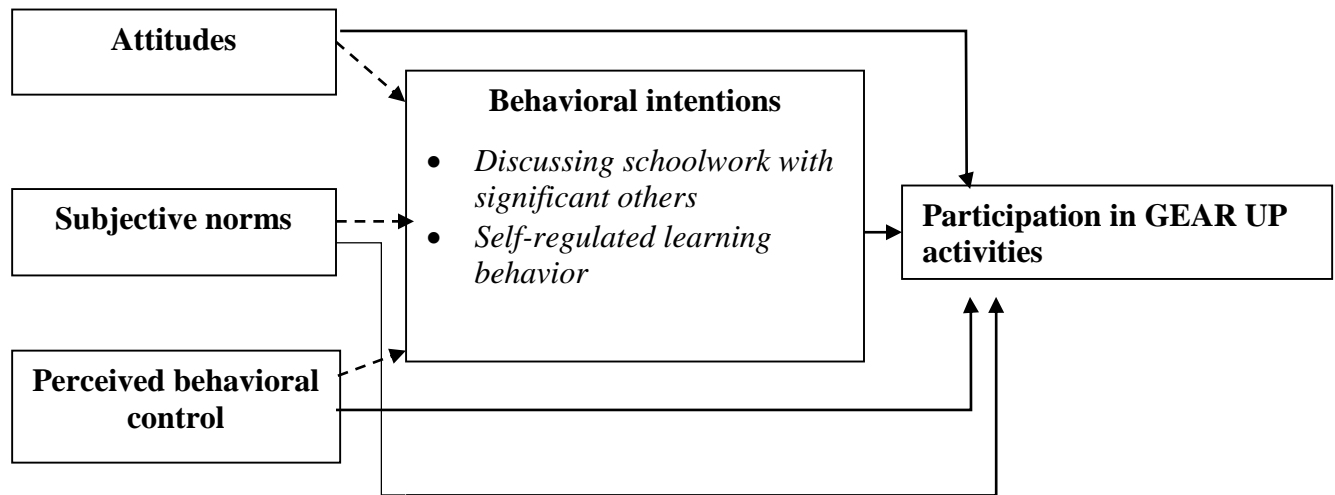 Attitudes
Behavioral intentions
• Discussing schoolwork with
significant others
• Self-regulated learning
behavior
Subjective norms
Participation in GEAR UP
activities
Perceived behavioral
control